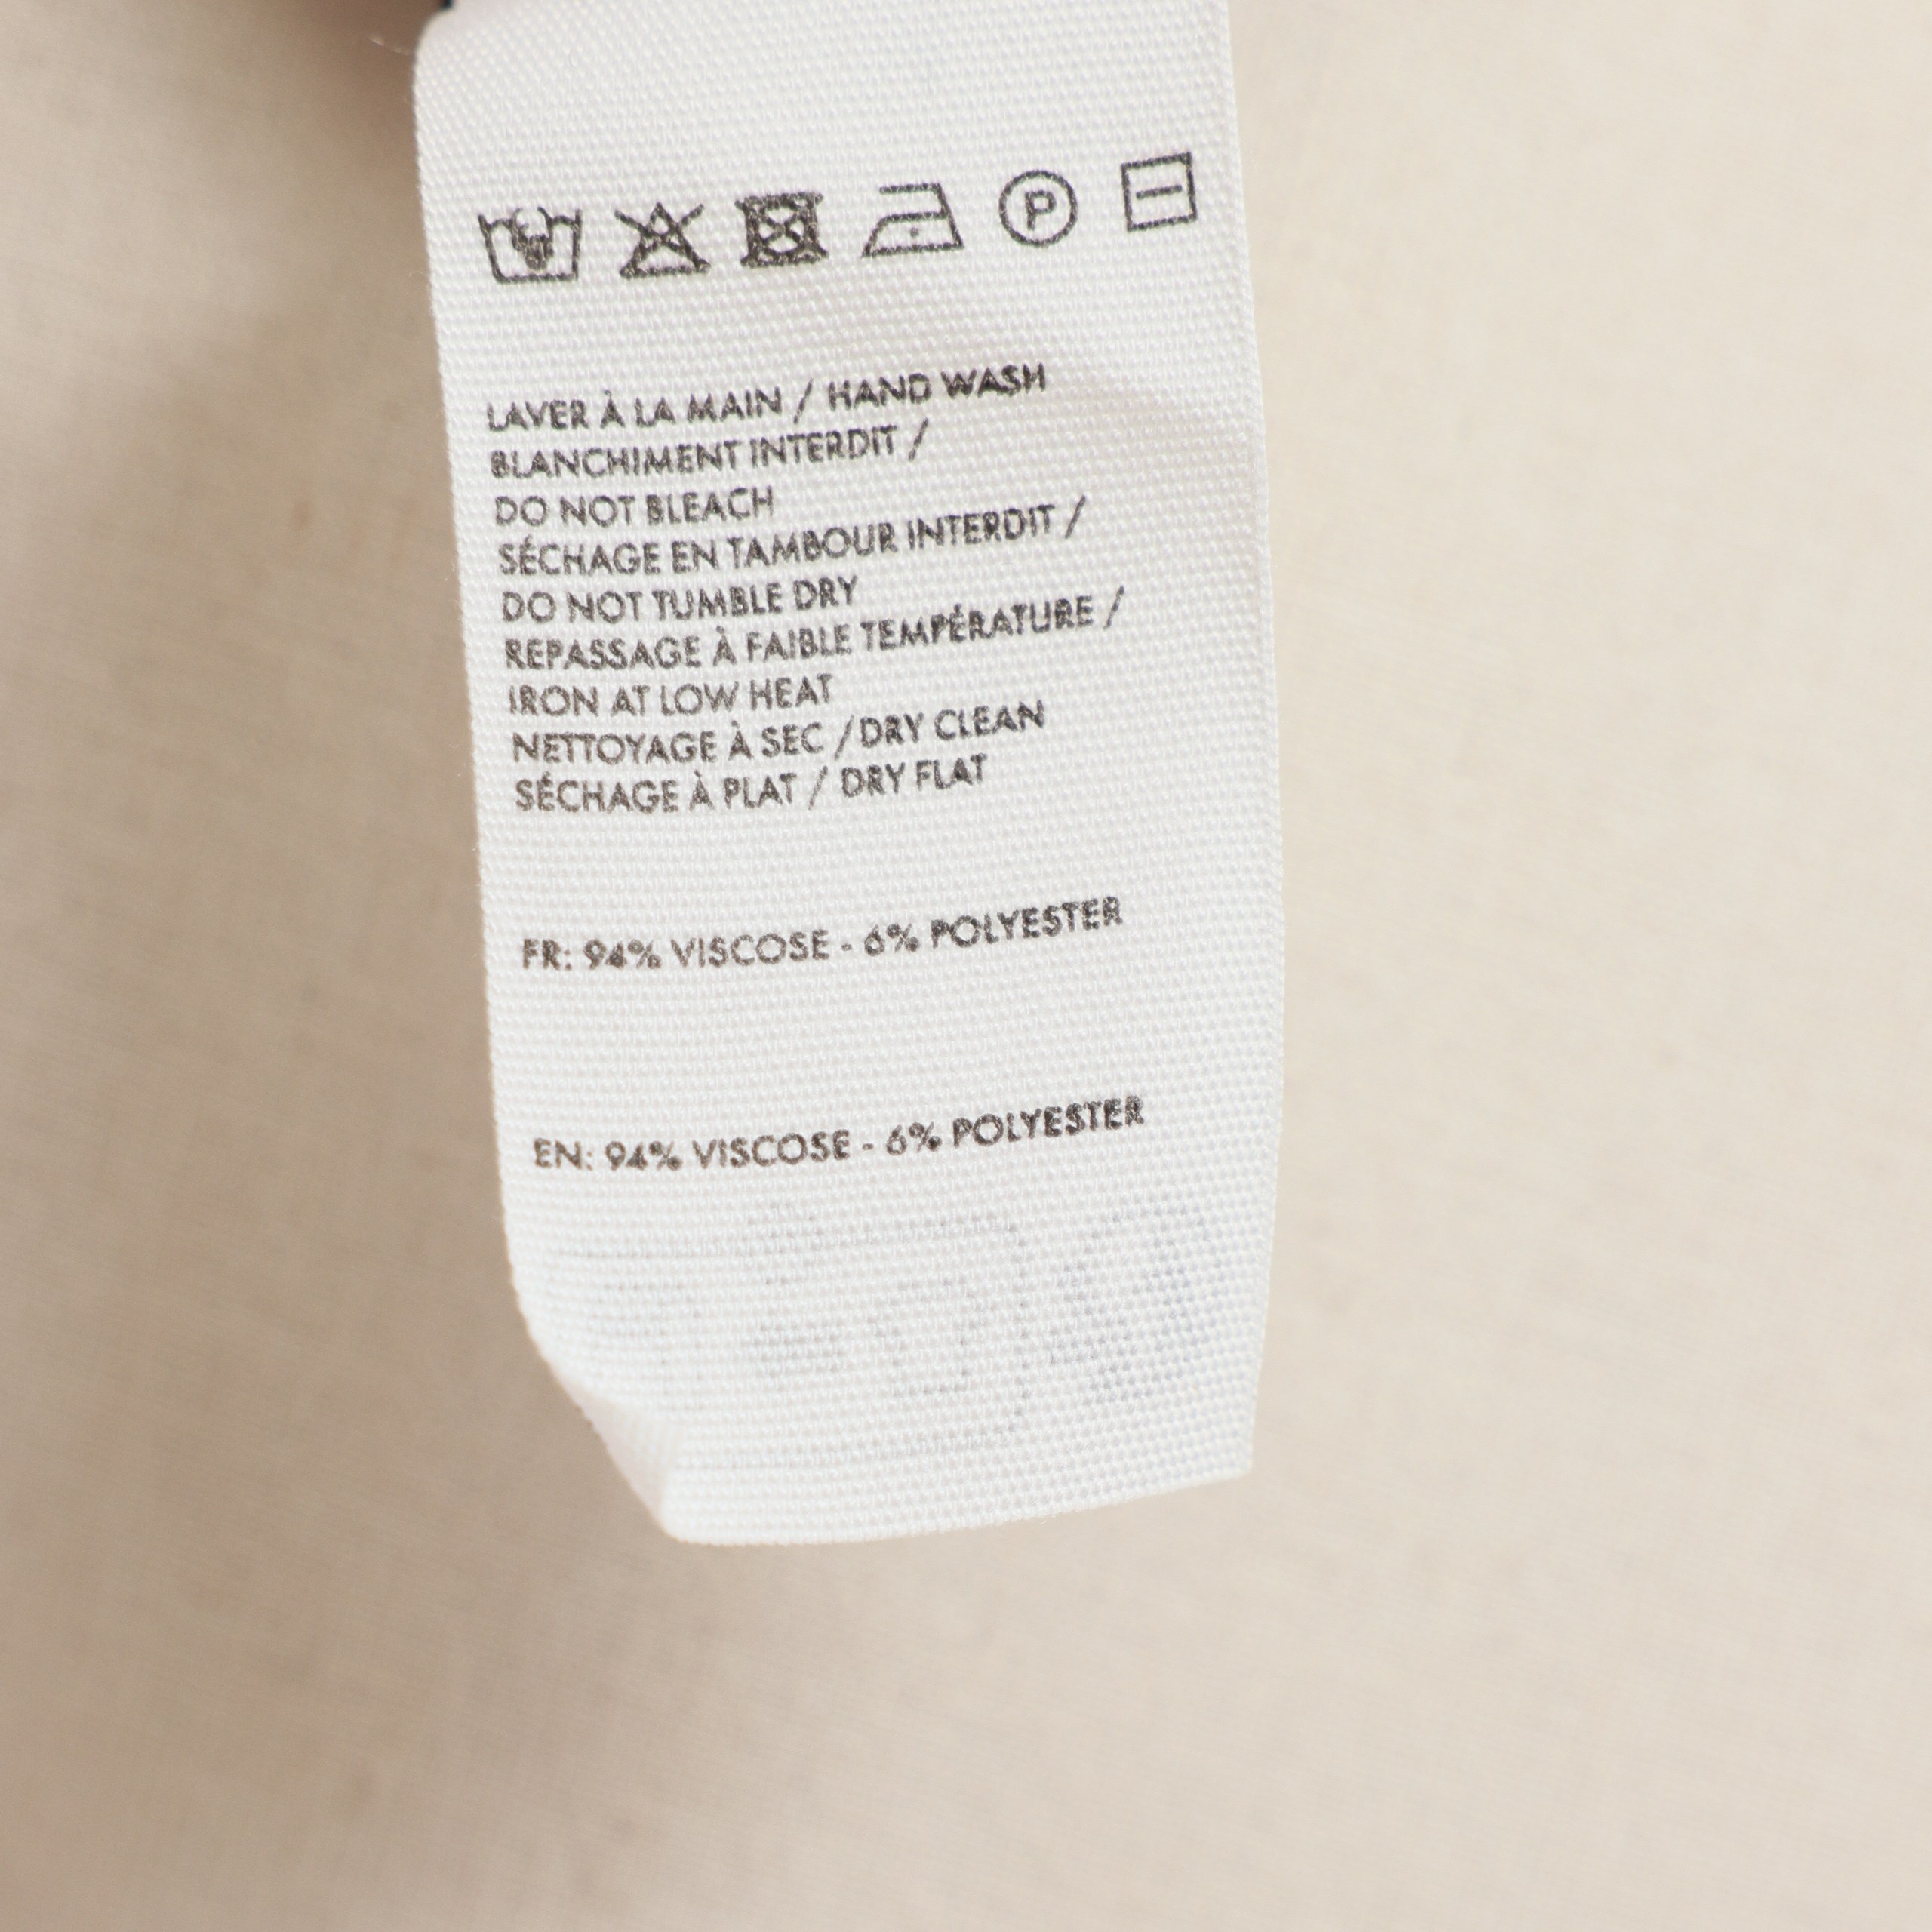 P
LAVER À LA MAIN / HAND WASH
BLANCHIMENT INTERDIT /
DO NOT BLEACH
SÉCHAGE EN TAMBOUR INTERDIT /
DO NOT TUMBLE DRY
REPASSAGE À FAIBLE TEMPÉRATURE /
IRON AT LOW HEAT
NETTOYAGE À SEC / DRY CLEAN
SÉCHAGE À PLAT / DRY FLAT
FR: 94% VISCOSE - 6% POLYESTER
EN: 94% VISCOSE - 6% POLYESTER